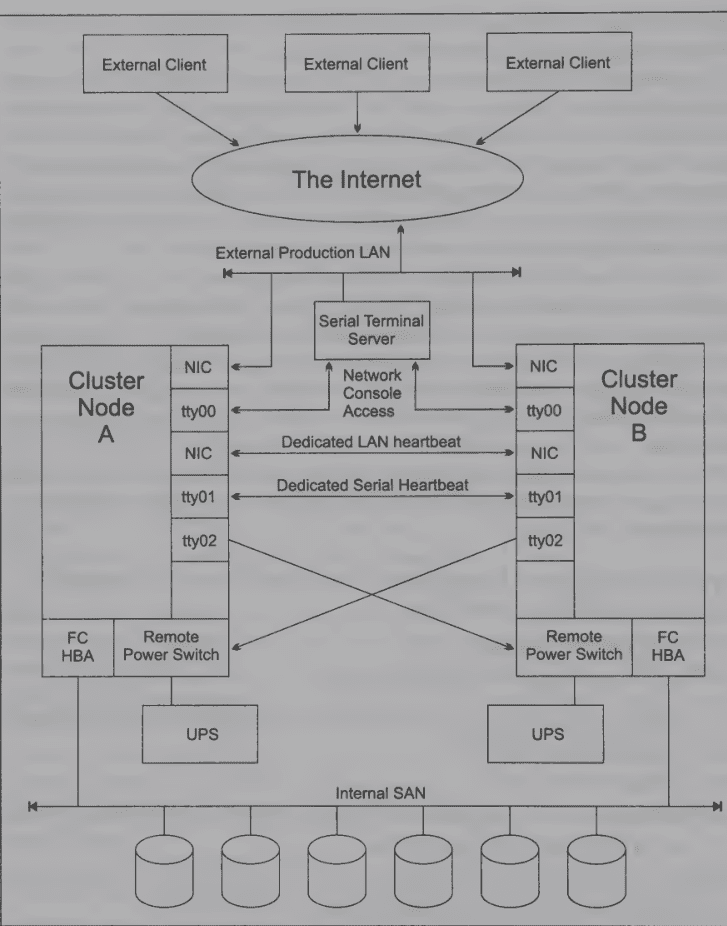 External Client
External Client
External Client
The Internet
External Production LAN
Serial Terminal
Server
Network
Console
Access
Cluster
Node
A
NIC
tty00
NIC
tty01
tty02
NIC
tty00
NIC
tty01
tty02
Cluster
Node
B
Dedicated LAN heartbeat
Dedicated Serial Heartbeat
FC
HBA
Remote
Power Switch
Remote
Power Switch
FC
HBA
UPS
UPS
Internal SAN